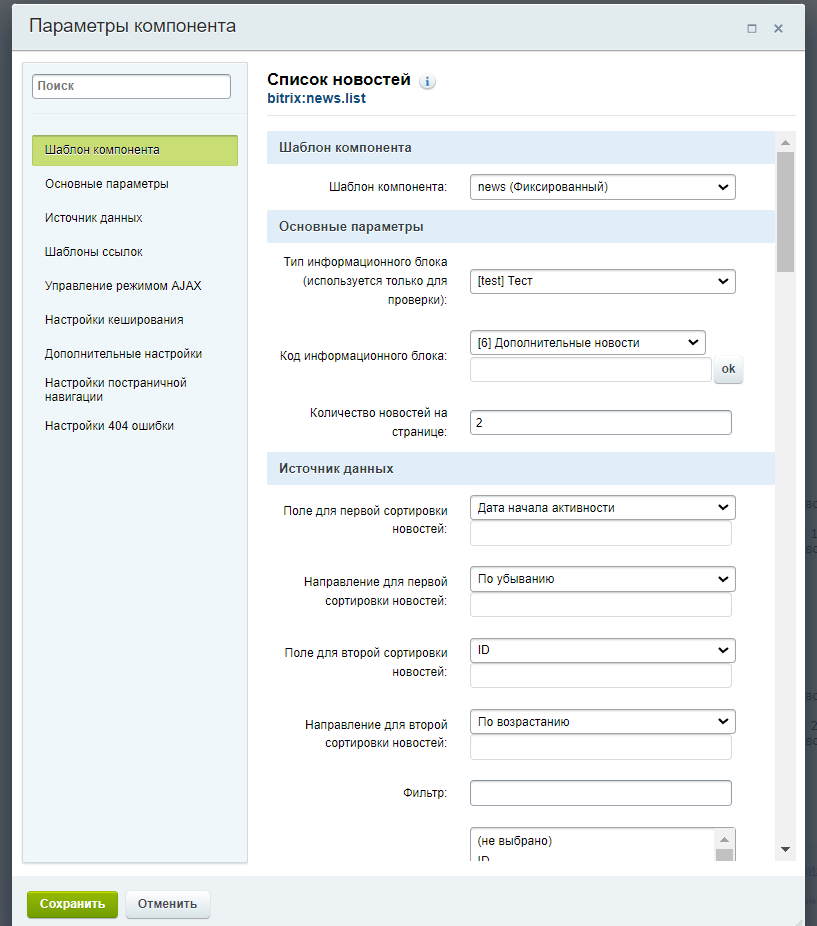 Параметры компонента
Поиск
Шаблон компонента
Основные параметры
Источник данных
Шаблоны ссылок
Управление режимом AJAX
Настройки кеширования
Дополнительные настройки
Настройки постраничной
навигации
Настройки 404 ошибки
Список новостей
bitrix:news.list
Шаблон компонента
Шаблон компонента:
news (Фиксированный)
Основные параметры
Тип информационного блока
(используется только для
проверки):
[test] Тест
Код информационного блока:
[6] Дополнительные новости
ok
Количество новостей на
странице:
2
Источник данных
Поле для первой сортировки
новостей:
Дата начала активности
Направление для первой
сортировки новостей:
По убыванию
Поле для второй сортировки
новостей:
ID
Направление для второй
сортировки новостей:
По возрастанию
Фильтр:
(не выбрано)
ID
Сохранить
Отменить